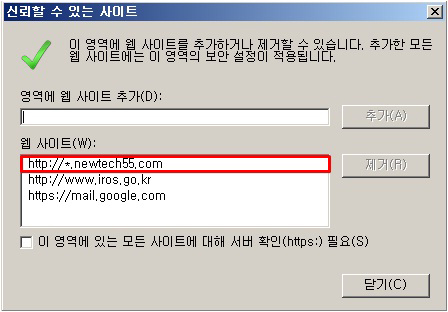 신뢰할 수 있는 사이트
이 영역에 웹 사이트를 추가하거나 제거할 수 있습니다. 추가한 모든
웹 사이트에는 이 영역의 보안 설정이 적용됩니다.
영역에 웹 사이트 추가(D):
추가(A)
웹 사이트(W):
http://*.newtech55.com
http://www.iros.go.kr
https://mail.google.com
제거(R)
이 영역에 있는 모든 사이트에 대해 서버 확인(https:) 필요(S)
닫기(C)